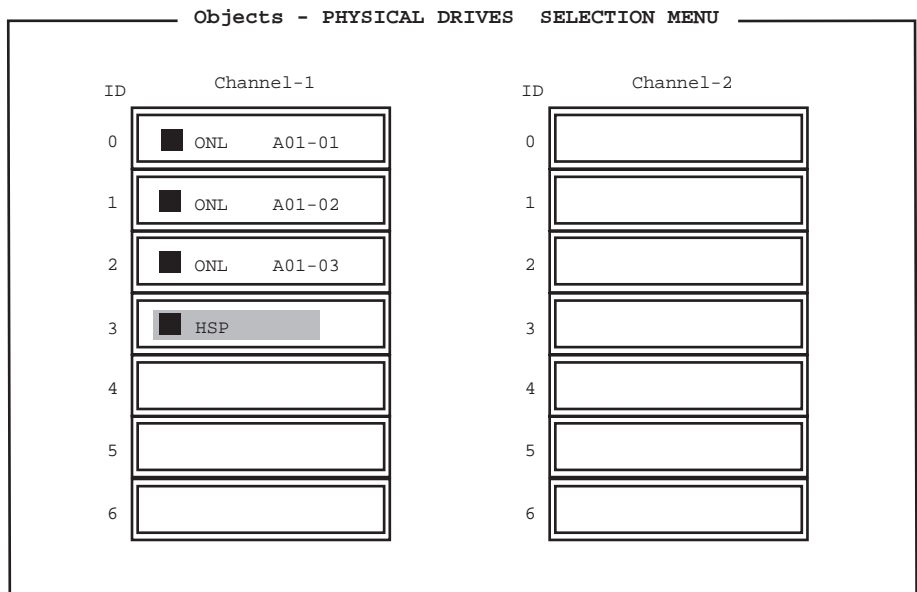 Objects - PHYSICAL DRIVES SELECTION MENU
ID Channel-1 ID Channel-2
0 ONL A01-01 0
1 ONL A01-02 1
2 ONL A01-03 2
3 HSP 3
4 4
5 5
6 6